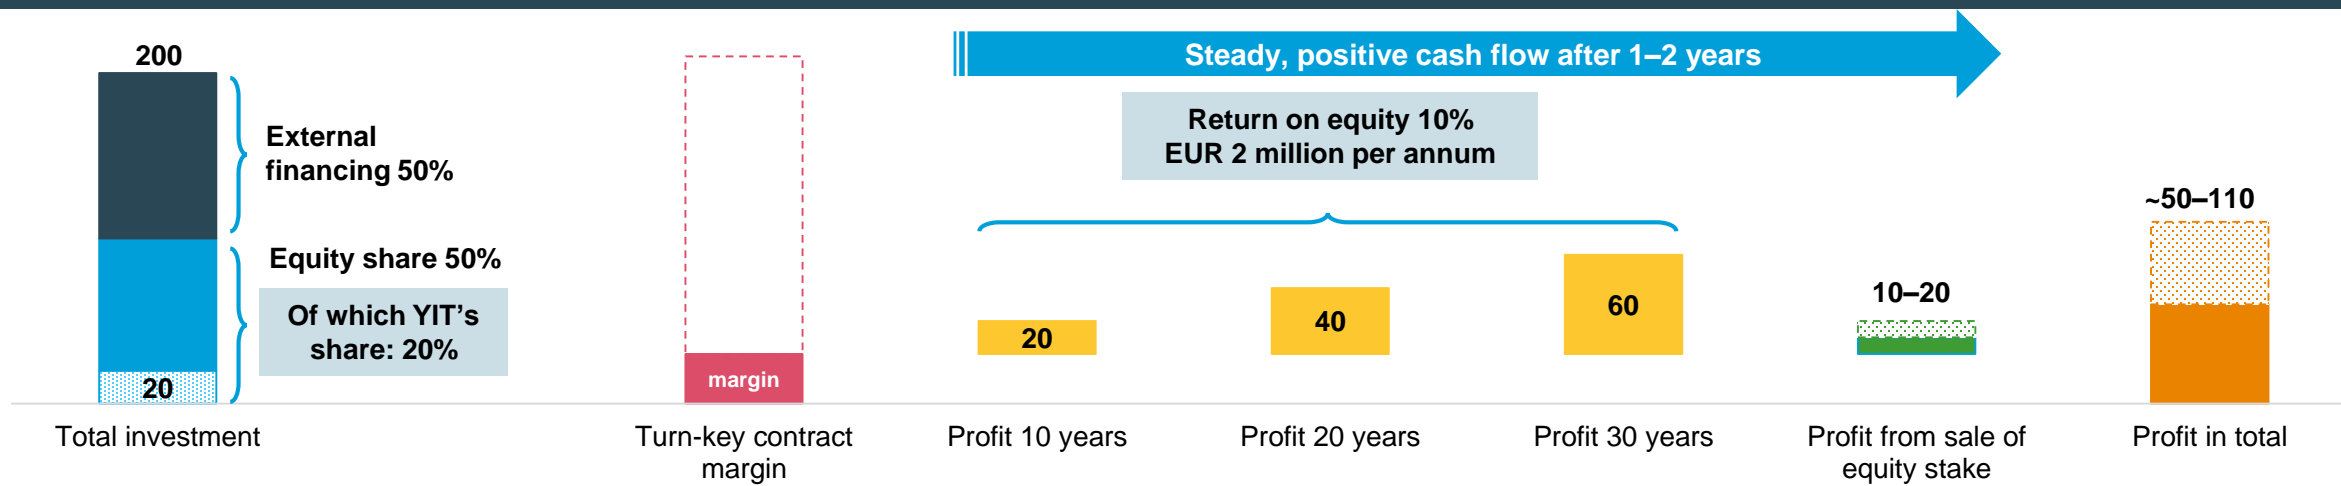 200
External
financing 50%
Equity share 50%
Of which YIT's
share: 20%
20
Total investment
margin
Turn-key contract
margin
Steady, positive cash flow after 1–2 years
Return on equity 10%
EUR 2 million per annum
20
Profit 10 years
40
Profit 20 years
60
Profit 30 years
10–20
Profit from sale of
equity stake
~50–110
Profit in total